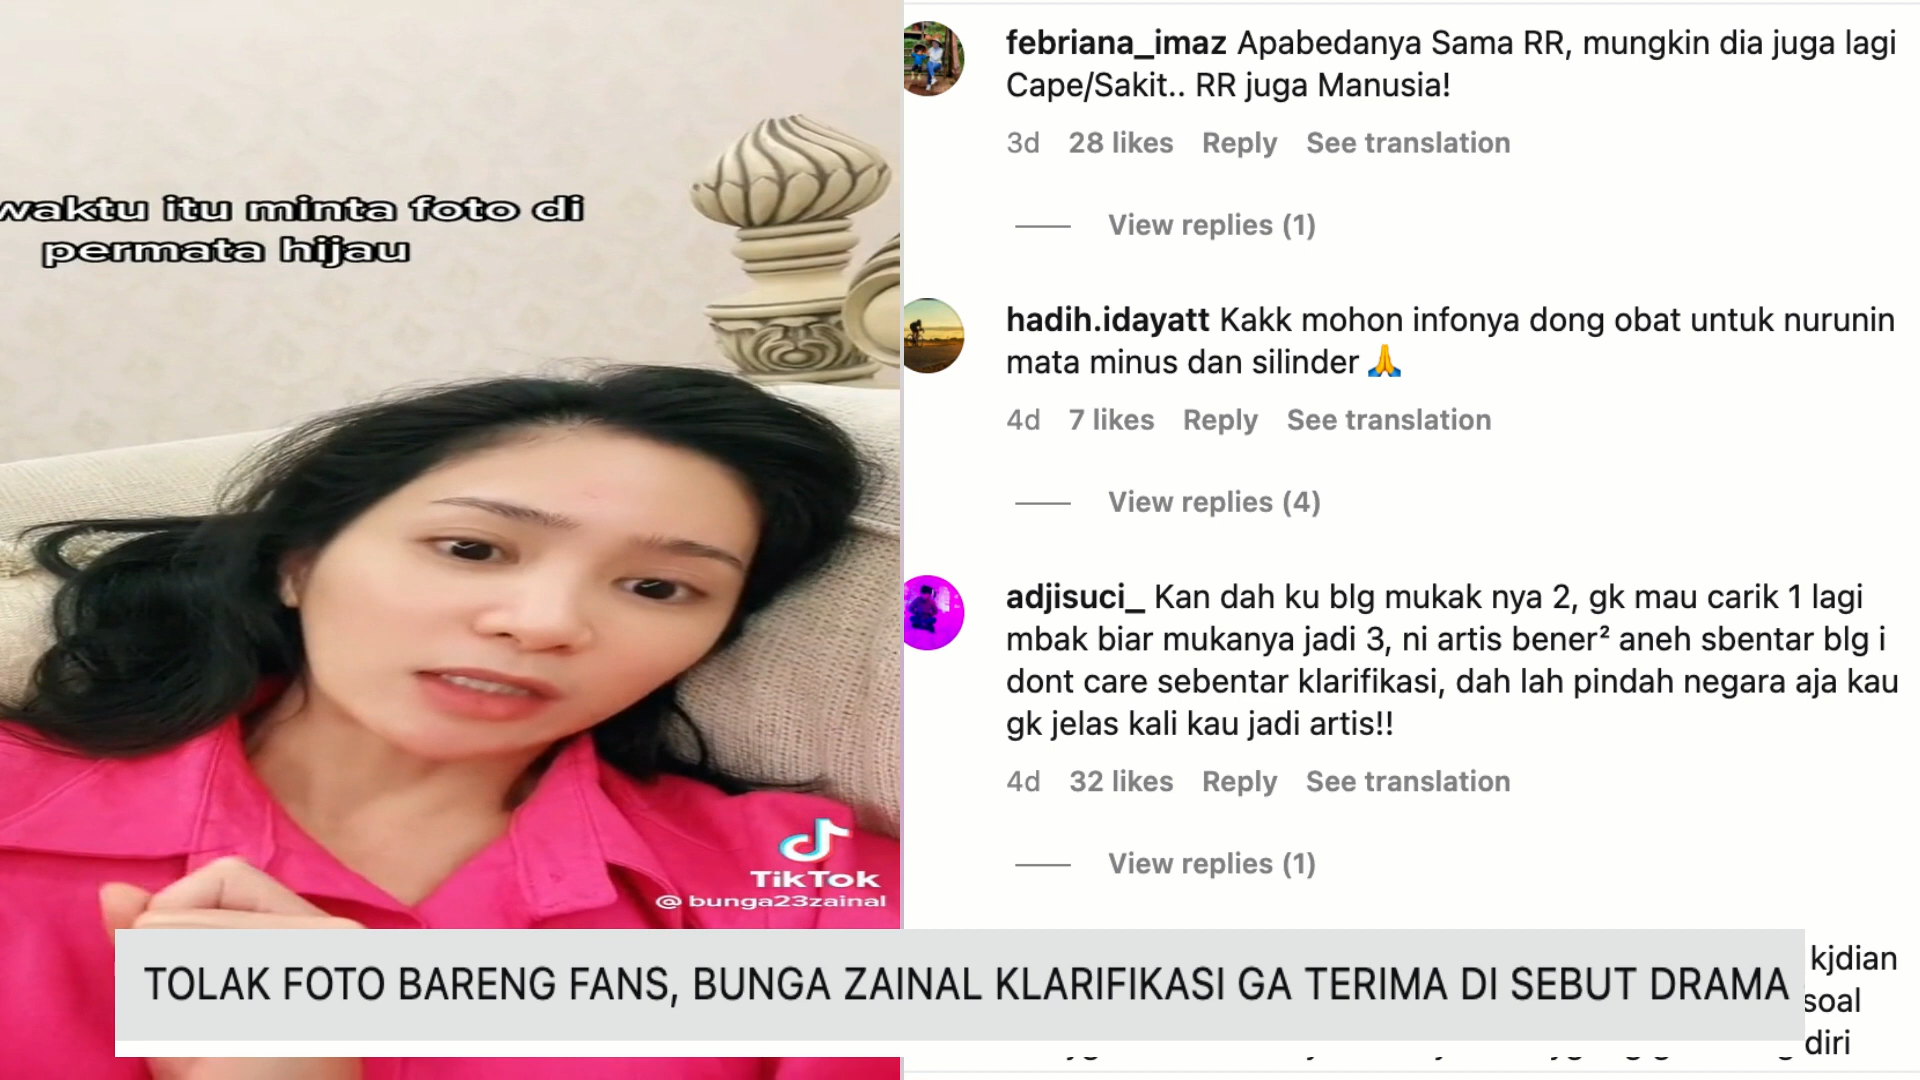 waktu itu minta foto di
permata hijau
TikTok
@bunga23zainal
febriana_imaz Apabedanya Sama RR, mungkin dia juga lagi
Cape/Sakit.. RR juga Manusia!
3d 28 likes Reply See translation
View replies (1)
hadih.idayatt Kakk mohon infonya dong obat untuk nurunin
mata minus dan silinder 🙏
4d 7 likes Reply See translation
View replies (4)
adjisuci_ Kan dah ku blg mukak nya 2, gk mau carik 1 lagi
mbak biar mukanya jadi 3, ni artis bener² aneh sbentar blg i
dont care sebentar klarifikasi, dah lah pindah negara aja kau
gk jelas kali kau jadi artis!!
4d 32 likes Reply See translation
View replies (1)
kjdian
soal
diri
TOLAK FOTO BARENG FANS, BUNGA ZAINAL KLARIFIKASI GA TERIMA DI SEBUT DRAMA